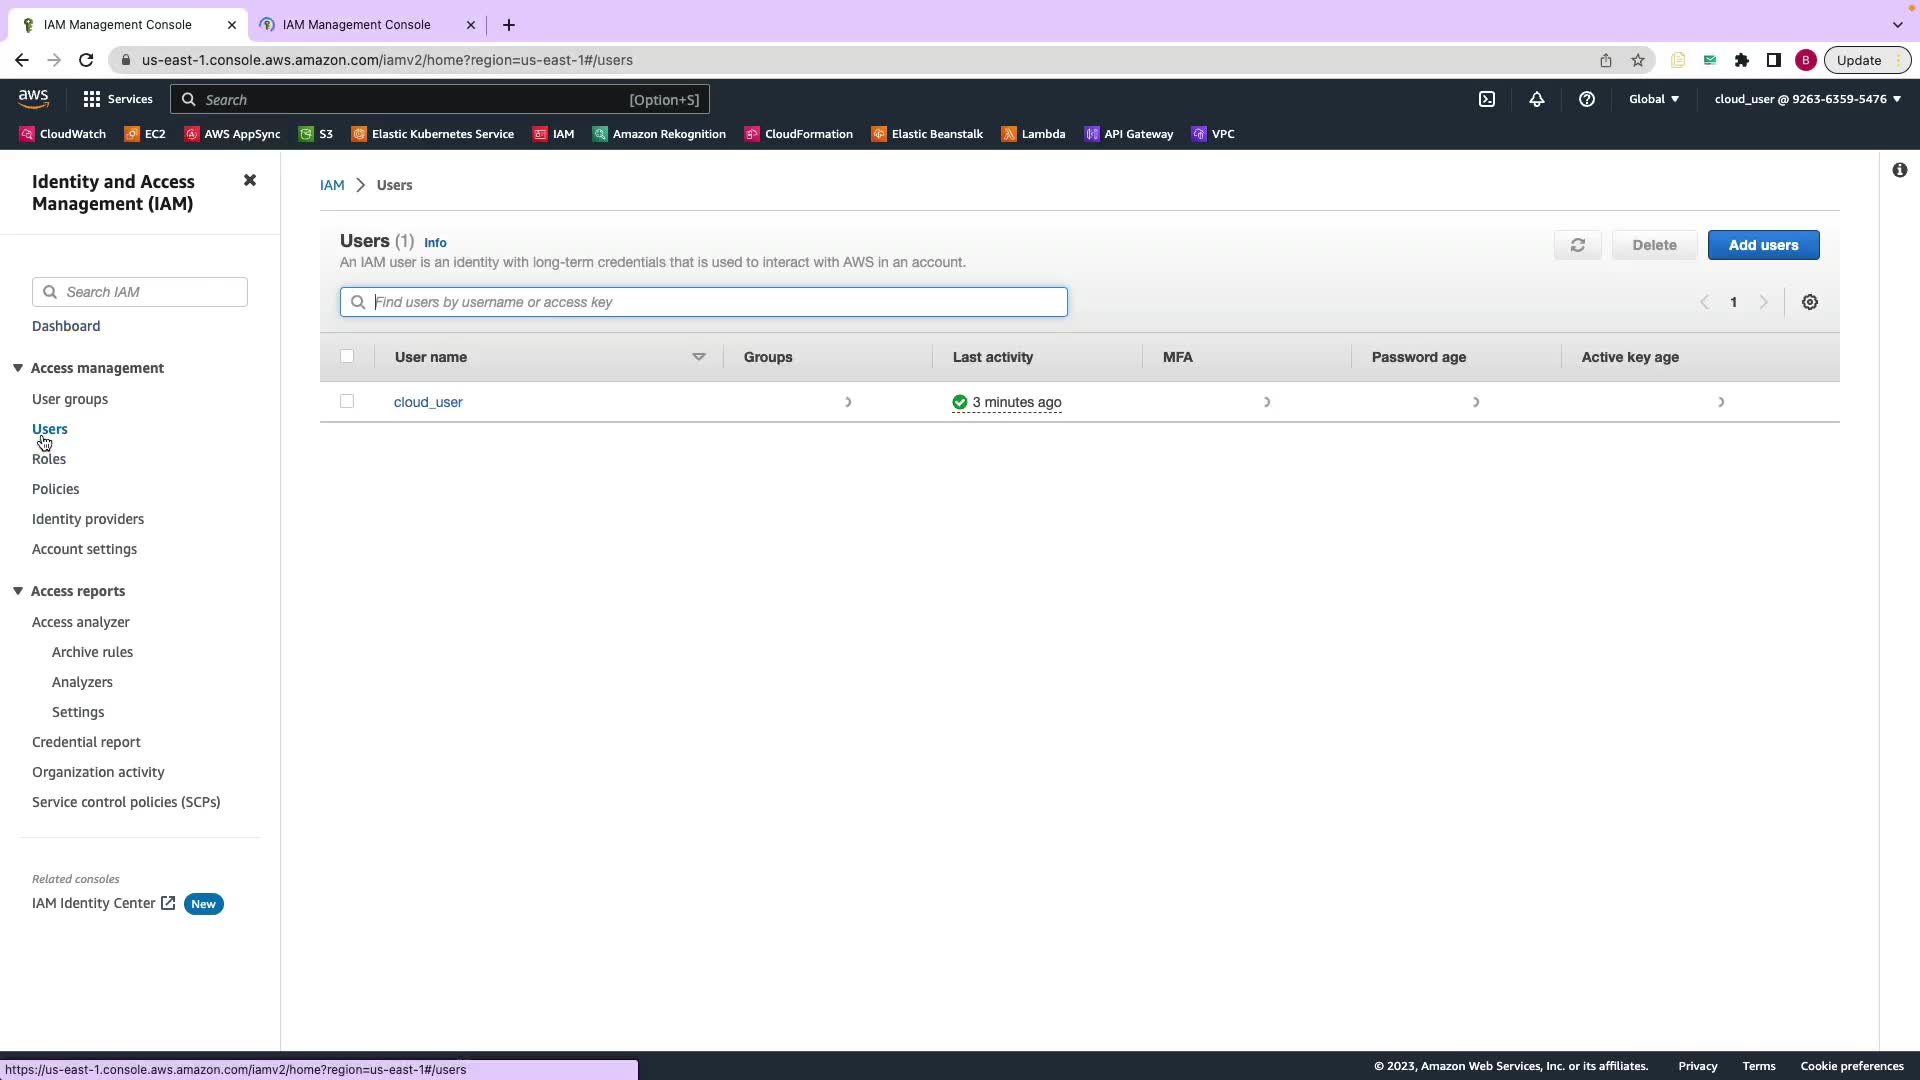 IAM Management Console
IAM Management Console
us-east-1.console.aws.amazon.com/iamv2/home?region=us-east-1#/users
B
Update
aws
Services
Search
[Option+S]
Global
cloud_user @ 9263-6359-5476
CloudWatch
EC2
AWS AppSync
S3
Elastic Kubernetes Service
IAM
Amazon Rekognition
CloudFormation
Elastic Beanstalk
Lambda
API Gateway
VPC
Identity and Access
Management (IAM)
Search IAM
Dashboard
Access management
User groups
Users
Roles
Policies
Identity providers
Account settings
Access reports
Access analyzer
Archive rules
Analyzers
Settings
Credential report
Organization activity
Service control policies (SCPs)
Related consoles
IAM Identity Center
New
IAM > Users
Users (1) Info
An IAM user is an identity with long-term credentials that is used to interact with AWS in an account.
Delete
Add users
Find users by username or access key
1
User name Groups Last activity MFA Password age Active key age
cloud_user 3 minutes ago
https://us-east-1.console.aws.amazon.com/iamv2/home?region=us-east-1#/users
© 2023, Amazon Web Services, Inc. or its affiliates. Privacy Terms Cookie preferences